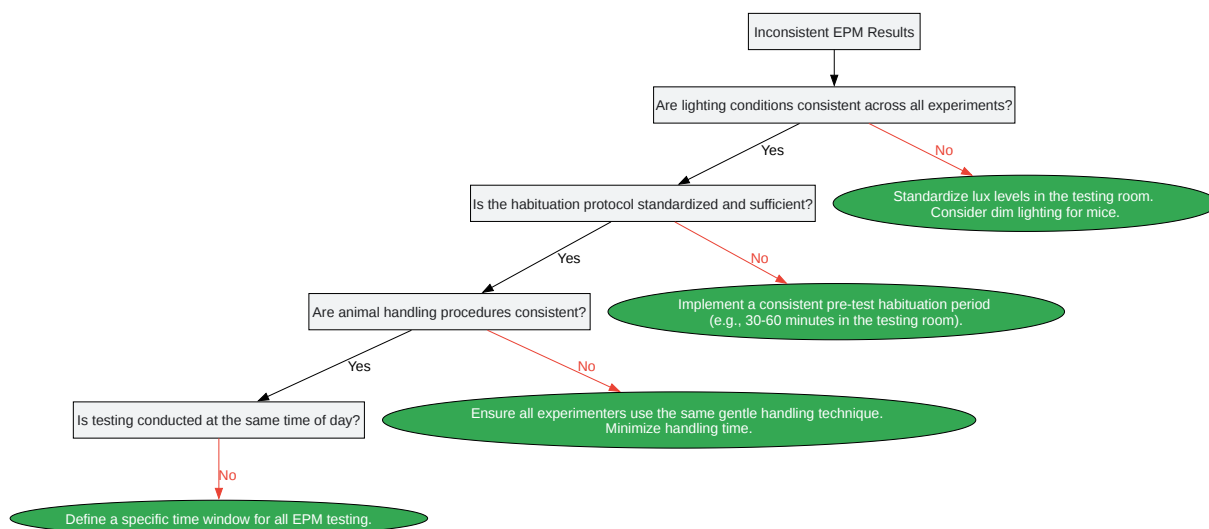 Inconsistent EPM Results
Are lighting conditions consistent across all experiments?
Yes
No
Is the habituation protocol standardized and sufficient?
Standardize lux levels in the testing room.
Consider dim lighting for mice.
Yes
No
Are animal handling procedures consistent?
Implement a consistent pre-test habituation period
(e.g., 30-60 minutes in the testing room).
Yes
No
Is testing conducted at the same time of day?
Ensure all experimenters use the same gentle handling technique.
Minimize handling time.
No
Define a specific time window for all EPM testing.